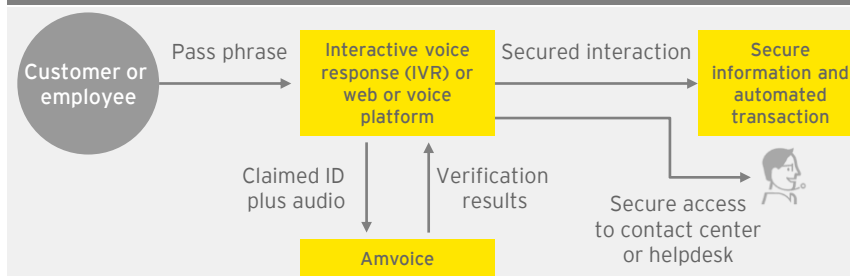 Customer or
employee
Pass phrase
Interactive voice
response (IVR) or
web or voice
platform
Secured interaction
Secure
information and
automated
transaction
Claimed ID
plus audio
Verification
results
Secure access
to contact center
or helpdesk
Amvoice